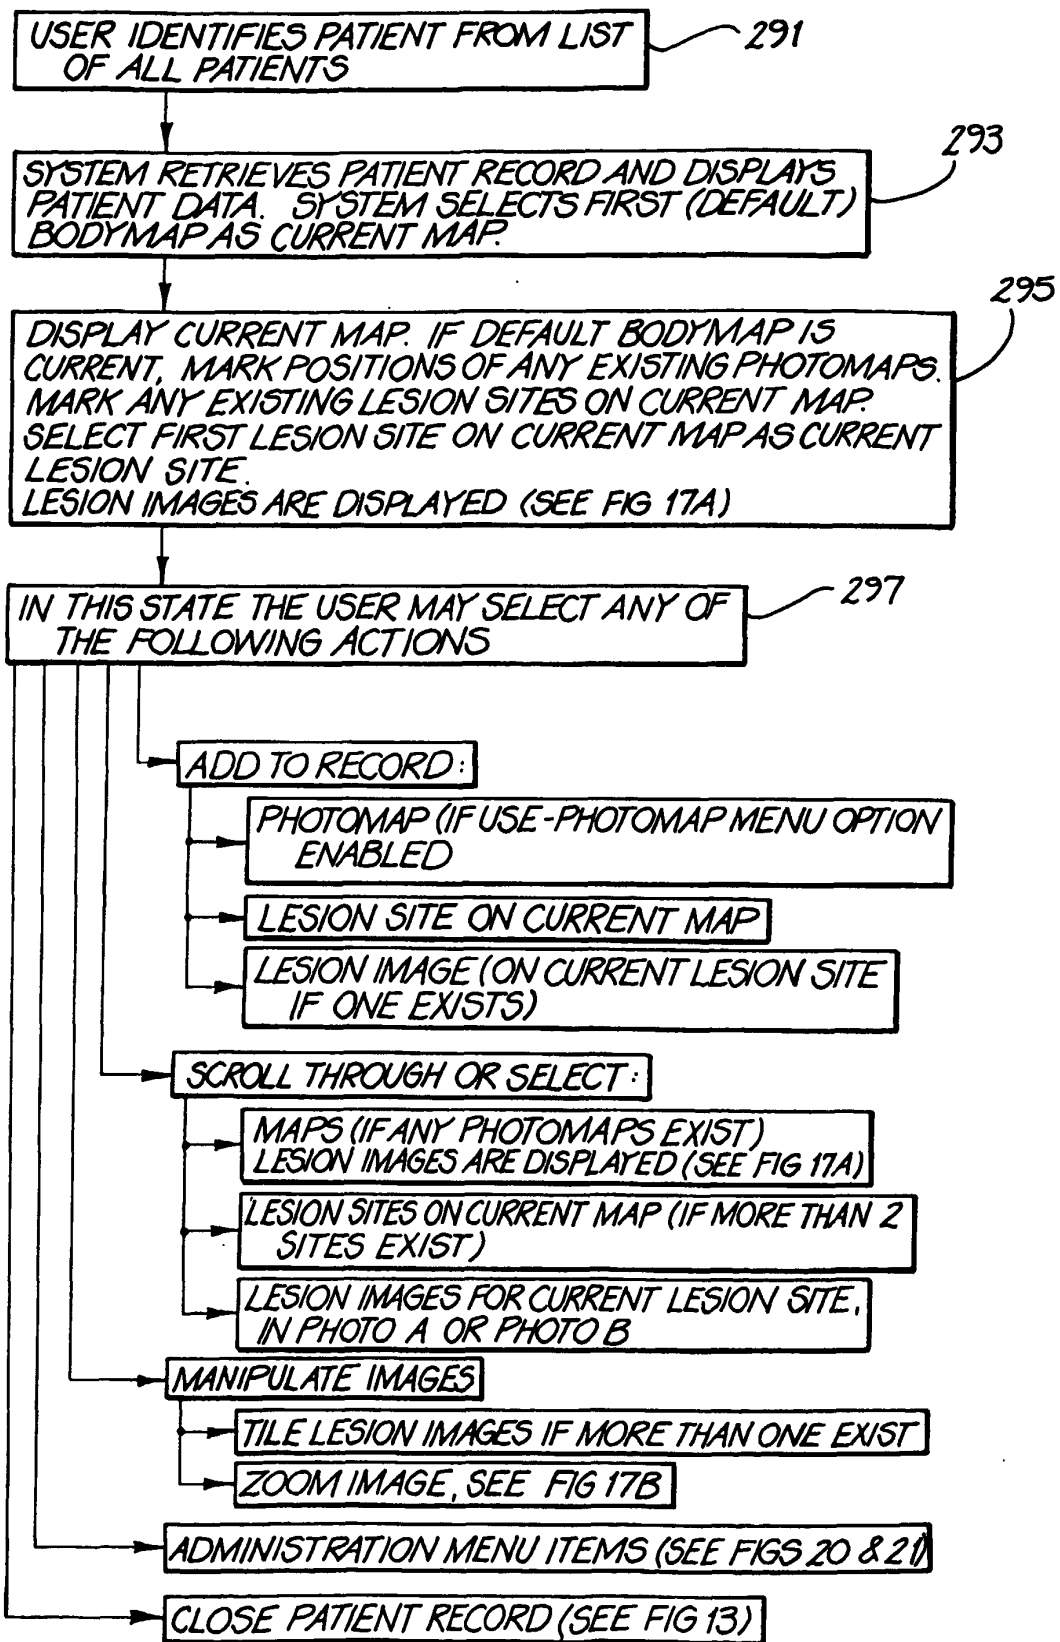 USER IDENTIFIES PATIENT FROM LIST
OF ALL PATIENTS
291
SYSTEM RETRIEVES PATIENT RECORD AND DISPLAYS
PATIENT DATA. SYSTEM SELECTS FIRST (DEFAULT)
BODYMAP AS CURRENT MAP.
293
DISPLAY CURRENT MAP. IF DEFAULT BODYMAP IS
CURRENT, MARK POSITIONS OF ANY EXISTING PHOTOMAPS.
MARK ANY EXISTING LESION SITES ON CURRENT MAP.
SELECT FIRST LESION SITE ON CURRENT MAP AS CURRENT
LESION SITE.
LESION IMAGES ARE DISPLAYED (SEE FIG 17A)
295
IN THIS STATE THE USER MAY SELECT ANY OF
THE FOLLOWING ACTIONS
297
ADD TO RECORD:
PHOTOMAP (IF USE-PHOTOMAP MENU OPTION
ENABLED
LESION SITE ON CURRENT MAP
LESION IMAGE (ON CURRENT LESION SITE
IF ONE EXISTS)
SCROLL THROUGH OR SELECT:
MAPS (IF ANY PHOTOMAPS EXIST)
LESION IMAGES ARE DISPLAYED (SEE FIG 17A)
LESION SITES ON CURRENT MAP (IF MORE THAN 2
SITES EXIST)
LESION IMAGES FOR CURRENT LESION SITE,
IN PHOTO A OR PHOTO B
MANIPULATE IMAGES
TILE LESION IMAGES IF MORE THAN ONE EXIST
ZOOM IMAGE, SEE FIG 17B
ADMINISTRATION MENU ITEMS (SEE FIGS 20 & 21)
CLOSE PATIENT RECORD (SEE FIG 13)